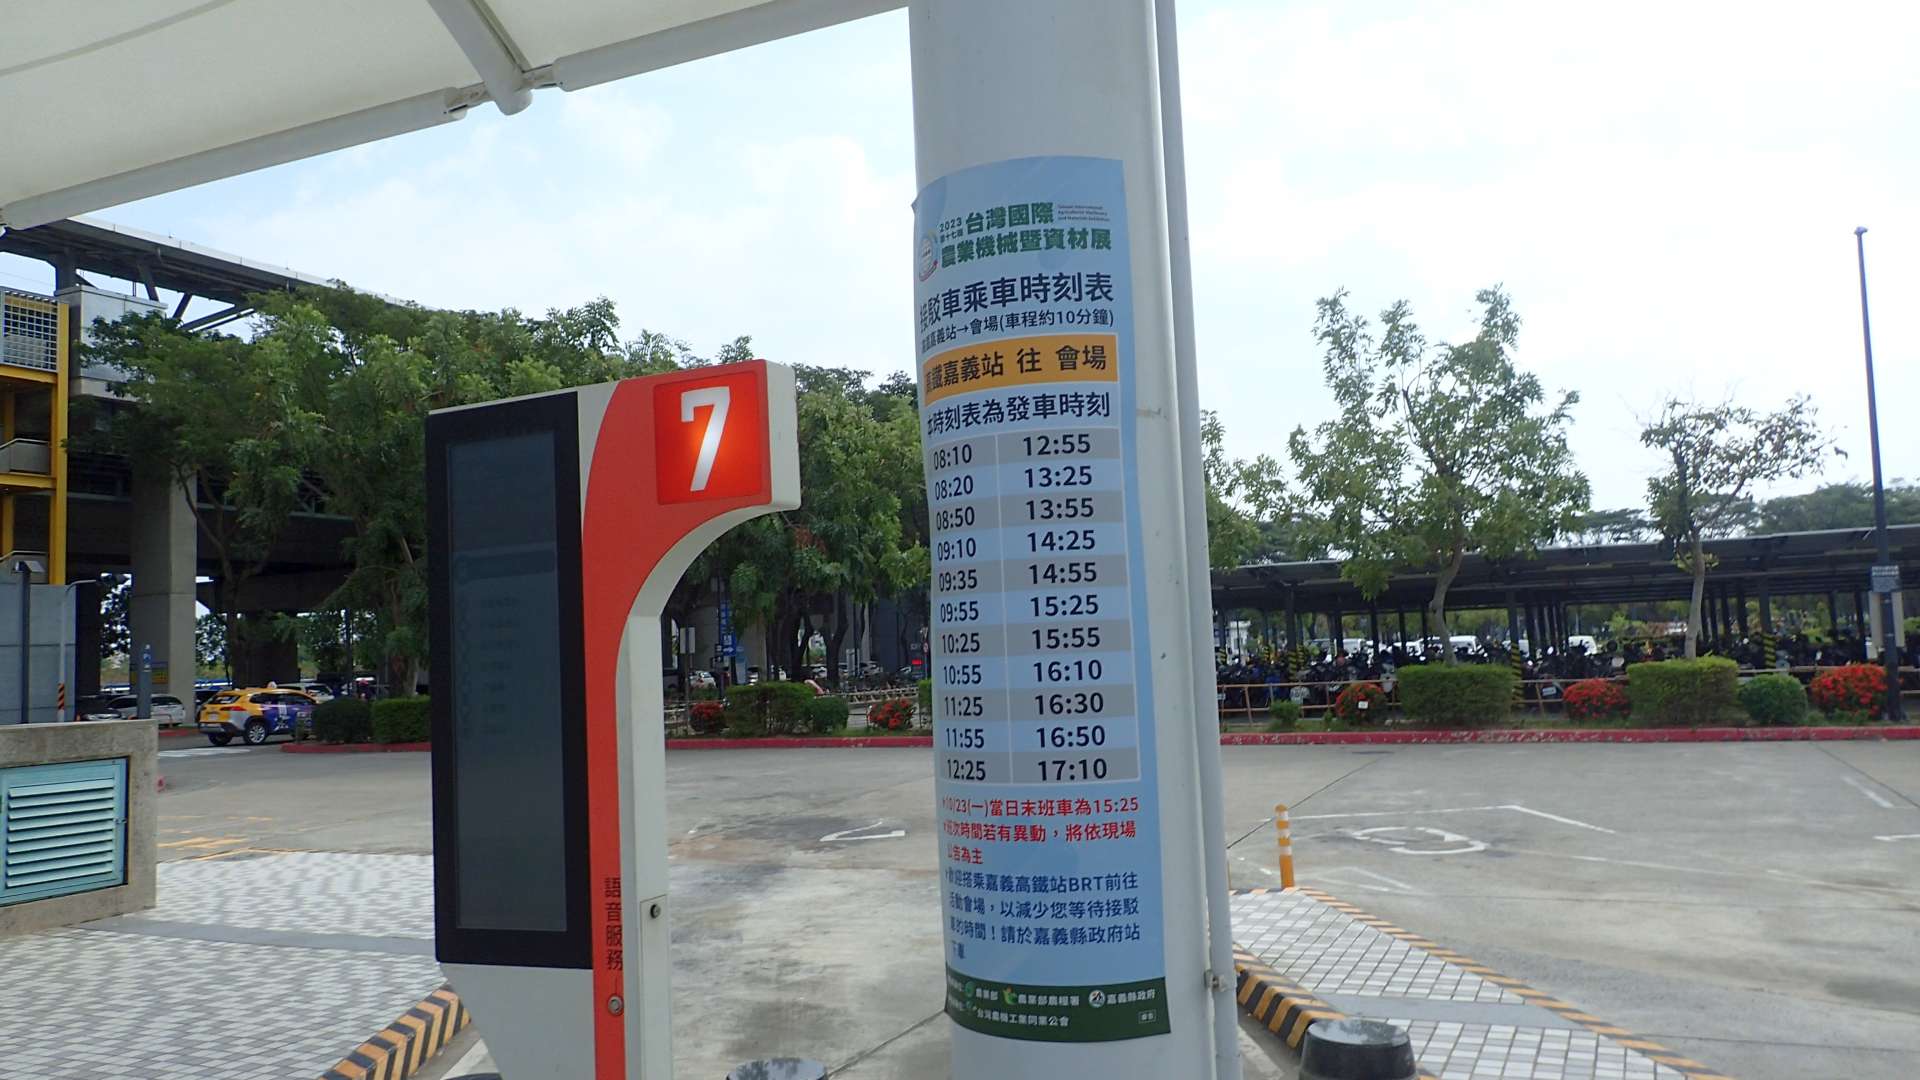 7
語音服務
2023
第十七屆
台灣國際
農業機械暨資材展
接駁車乘車時刻表
高鐵嘉義站→會場(車程約10分鐘)
高鐵嘉義站 往 會場
本時刻表為發車時刻
08:10 12:55
08:20 13:25
08:50 13:55
09:10 14:25
09:35 14:55
09:55 15:25
10:25 15:55
10:55 16:10
11:25 16:30
11:55 16:50
12:25 17:10
*10/23(一)當日末班車為15:25
*班次時間若有異動，將依現場
公告為主
*歡迎搭乘嘉義高鐵站BRT前往
活動會場，以減少您等待接駁
車的時間！請於嘉義縣政府站
下車
農業部 農業部農糧署 嘉義縣政府
台灣農機工業同業公會
廣告